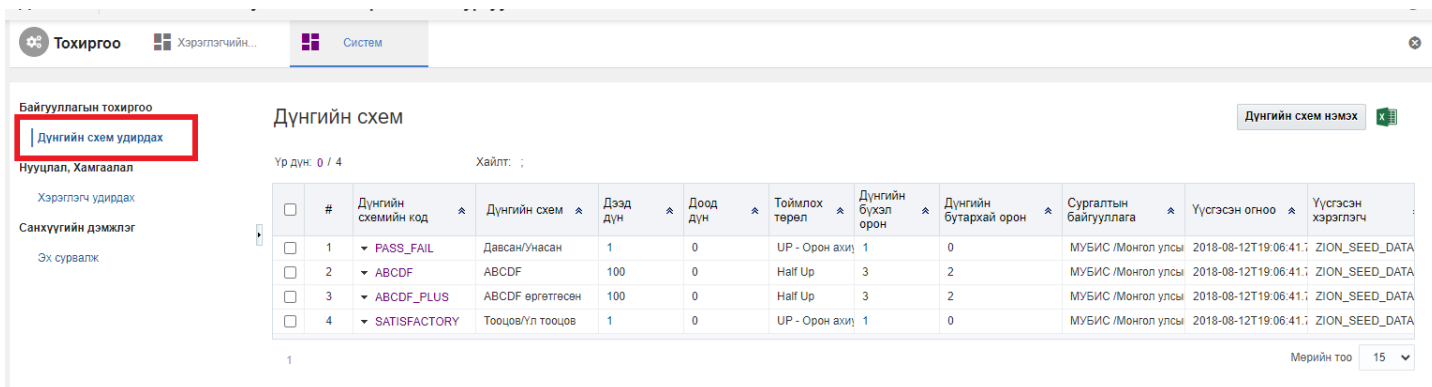 Тохиргоо
Хэрэглэгчийн...
Систем
Байгууллагын тохиргоо
Дүнгийн схем удирдах
Нууцлал, Хамгаалал
Хэрэглэгч удирдах
Санхүүгийн дэмжлэг
Эх сурвалж
Дүнгийн схем
Дүнгийн схем нэмэх
Үр дүн: 0 / 4
Хайлт: ;
# Дүнгийн схемийн код Дүнгийн схем Дээд дүн Доод дүн Тоймлох төрөл Дүнгийн бүхэл орон Дүнгийн бутархай орон Сургалтын байгууллага Үүсгэсэн огноо Үүсгэсэн хэрэглэгч
1 PASS_FAIL Давсан/Унасан 1 0 UP - Орон ахиу 1 0 МУБИС /Монгол улсы 2018-08-12T19:06:41.7 ZION_SEED_DATA
2 ABCDF ABCDF 100 0 Half Up 3 2 МУБИС /Монгол улсы 2018-08-12T19:06:41.7 ZION_SEED_DATA
3 ABCDF_PLUS ABCDF өргөтгөсөн 100 0 Half Up 3 2 МУБИС /Монгол улсы 2018-08-12T19:06:41.7 ZION_SEED_DATA
4 SATISFACTORY Тооцов/Үл тооцов 1 0 UP - Орон ахиу 1 0 МУБИС /Монгол улсы 2018-08-12T19:06:41.7 ZION_SEED_DATA
1
Мөрийн тоо 15